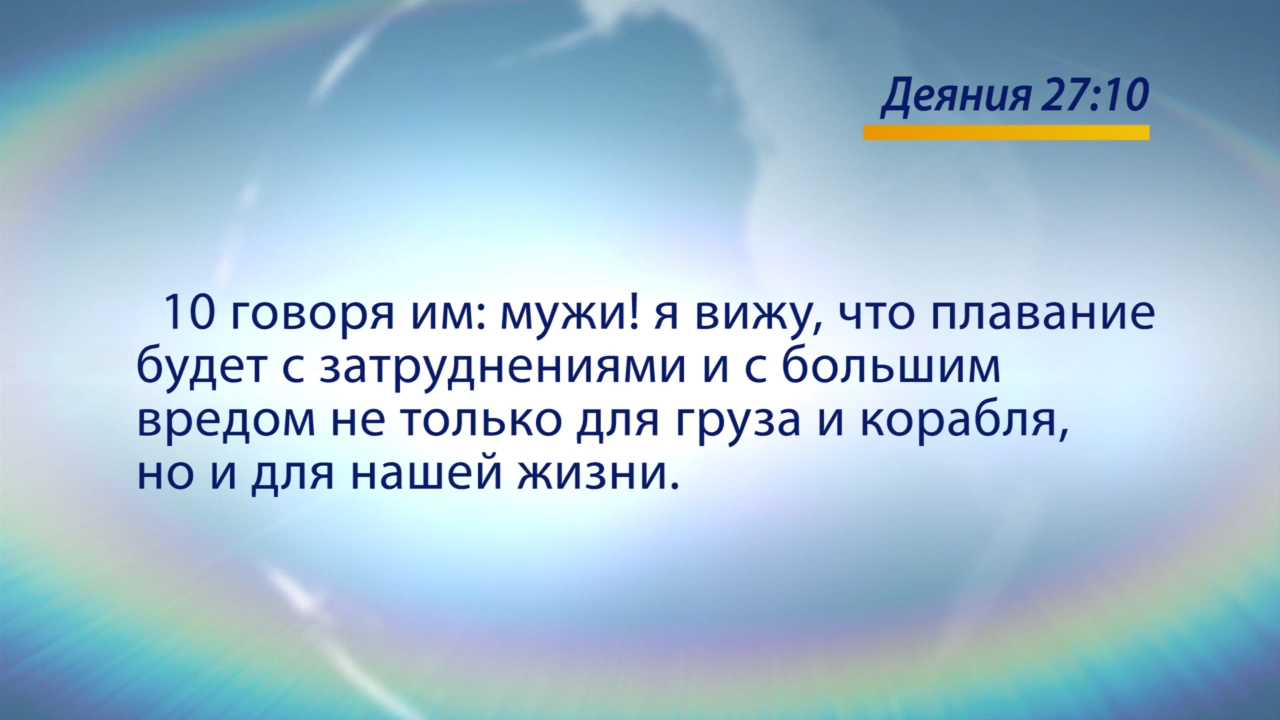 Деяния 27:10
10 говоря им: мужи! я вижу, что плавание
будет с затруднениями и с большим
вредом не только для груза и корабля,
но и для нашей жизни.